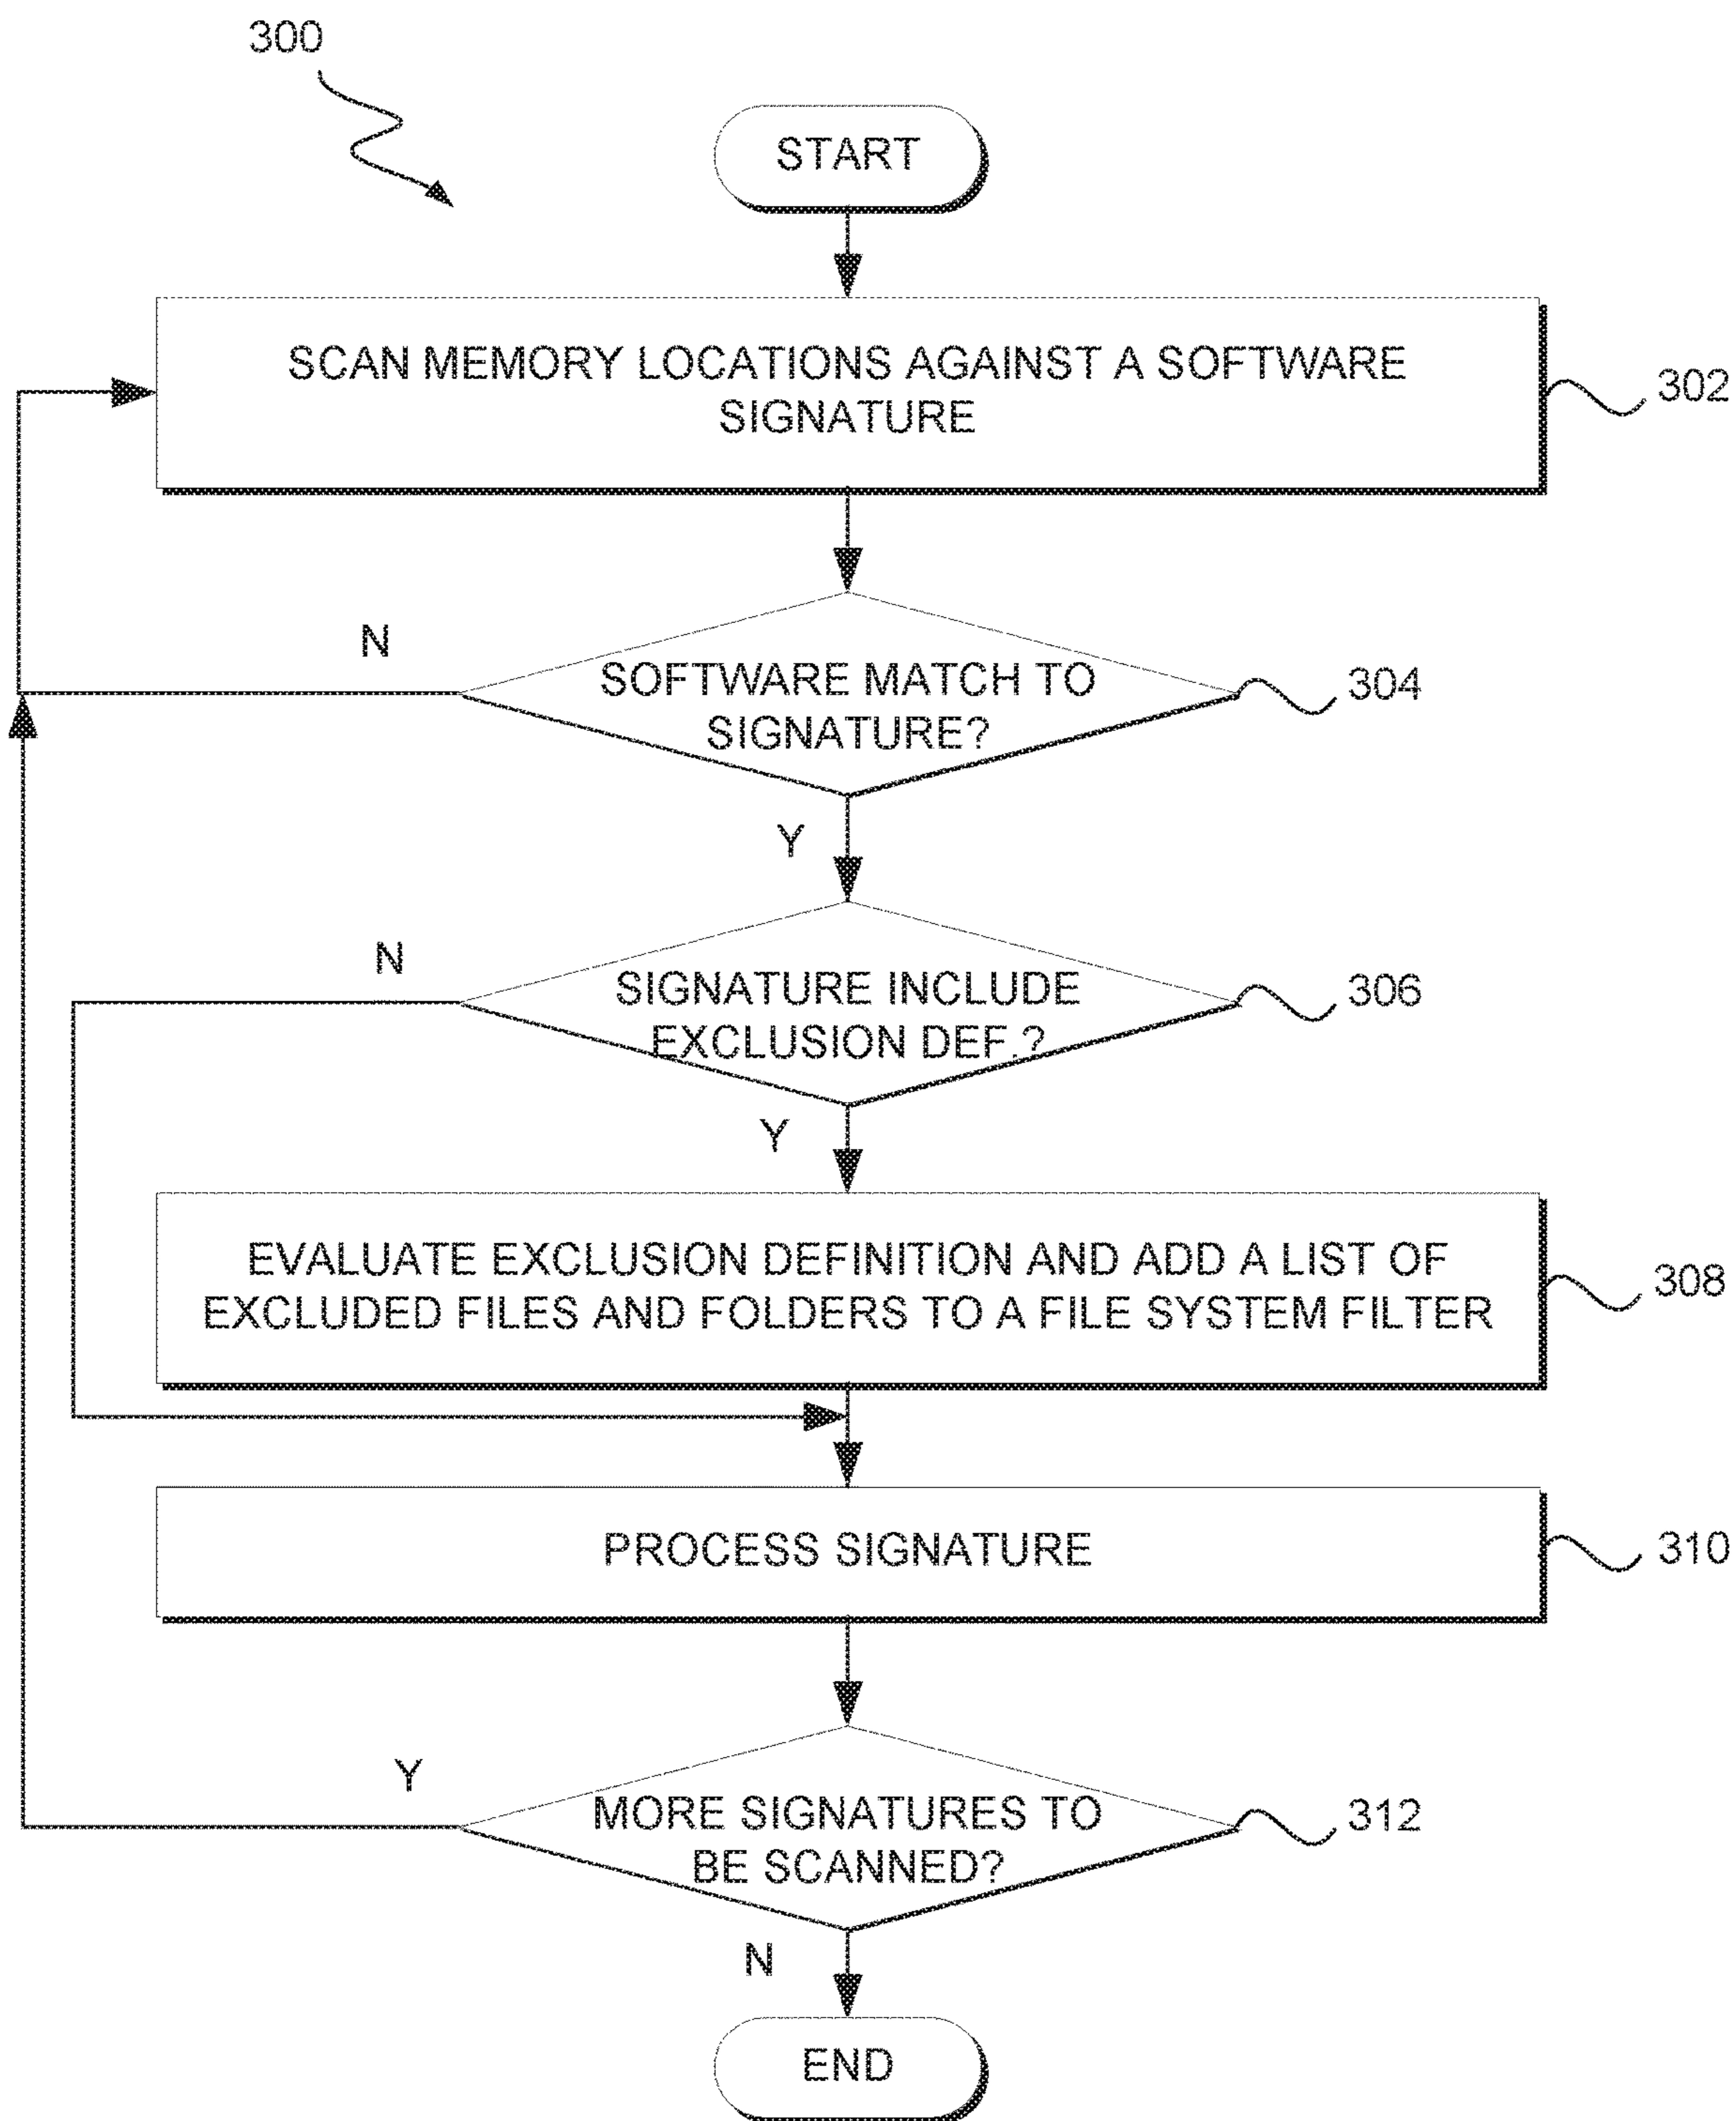 300
START
SCAN MEMORY LOCATIONS AGAINST A SOFTWARE
SIGNATURE
302
N
SOFTWARE MATCH TO
SIGNATURE?
304
Y
N
SIGNATURE INCLUDE
EXCLUSION DEF.?
306
Y
EVALUATE EXCLUSION DEFINITION AND ADD A LIST OF
EXCLUDED FILES AND FOLDERS TO A FILE SYSTEM FILTER
308
PROCESS SIGNATURE
310
Y
MORE SIGNATURES TO
BE SCANNED?
312
N
END